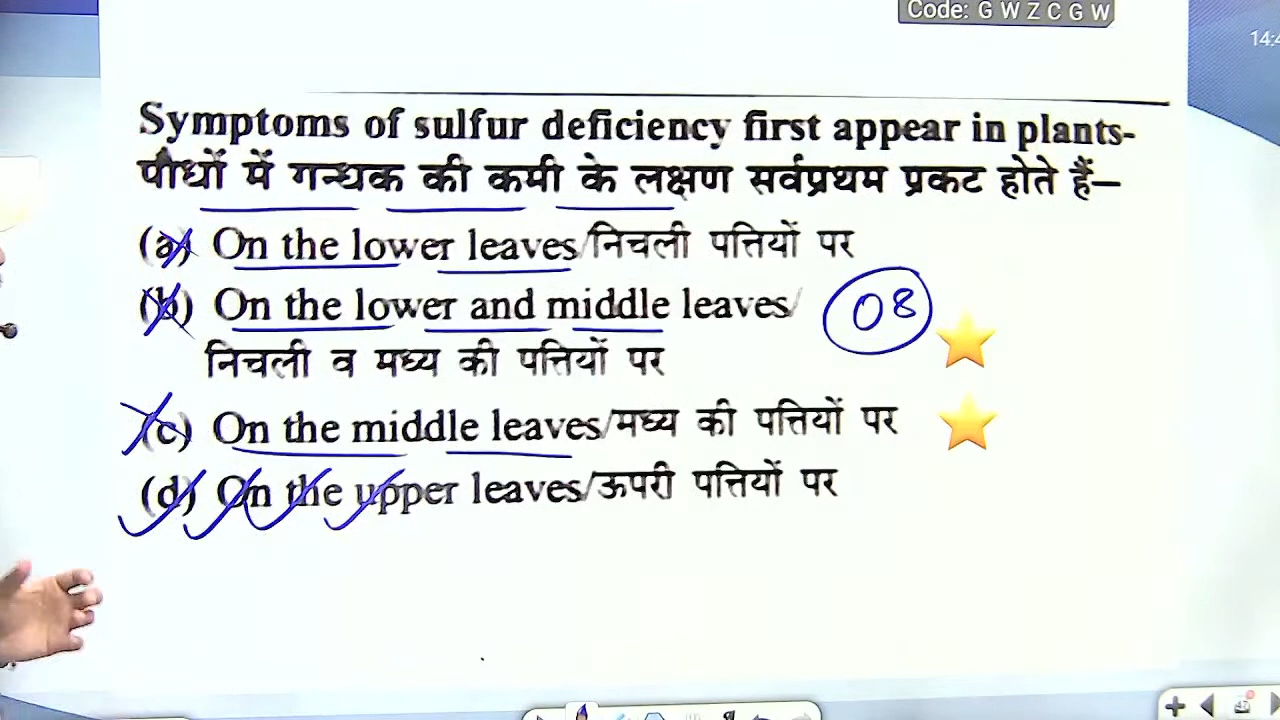 Code: G W Z C G W
14:4
Symptoms of sulfur deficiency first appear in plants-
पौधों में गन्धक की कमी के लक्षण सर्वप्रथम प्रकट होते हैं–
(a) On the lower leaves/निचली पत्तियों पर
(b) On the lower and middle leaves/
08
निचली व मध्य की पत्तियों पर
(c) On the middle leaves/मध्य की पत्तियों पर
(d) On the upper leaves/ऊपरी पत्तियों पर